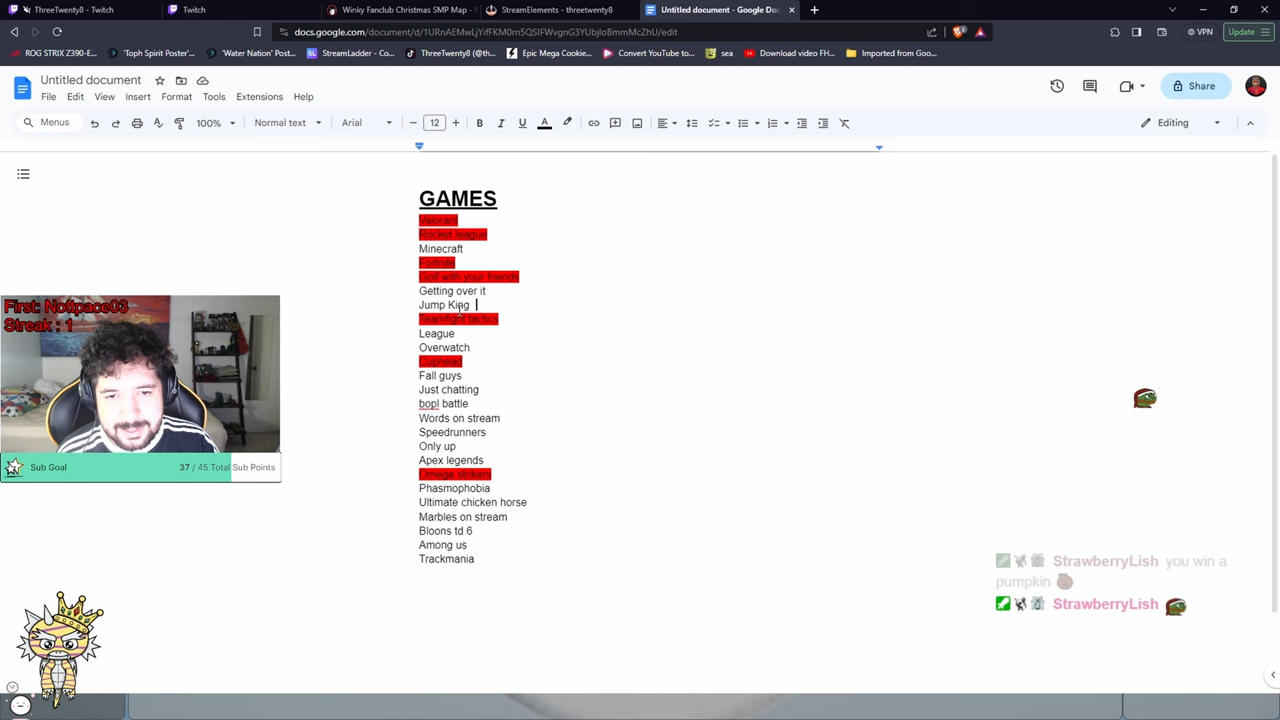 ThreeTwenty8 - Twitch
Twitch
Winky Fanclub Christmas SMP Map -
StreamElements - threetwenty8
Untitled document - Google Do
docs.google.com/document/d/
VPN
Update
ROG STRIX Z390-E...
'Toph Spirit Poster'...
'Water Nation' Post...
StreamLadder - Co...
ThreeTwenty8 (@th...
Epic Mega Cookie...
Convert YouTube to...
sea
Download video FH...
Imported from Goo...
Untitled document
File Edit View Insert Format Tools Extensions Help
Share
Menus
100%
Normal text
Arial
12
Editing
GAMES
Valorant
Rocket league
Minecraft
Fortnite
Golf with your friends
Getting over it
Jump King
Teamfight tactics
League
Overwatch
Cuphead
Fall guys
Just chatting
bopl battle
Words on stream
Speedrunners
Only up
Apex legends
Omega strikers
Phasmophobia
Ultimate chicken horse
Marbles on stream
Bloons td 6
Among us
Trackmania
First: Nottpace03
Streak : 1
Sub Goal
37 / 45 Total Sub Points
StrawberryLish you win a
pumpkin
StrawberryLish